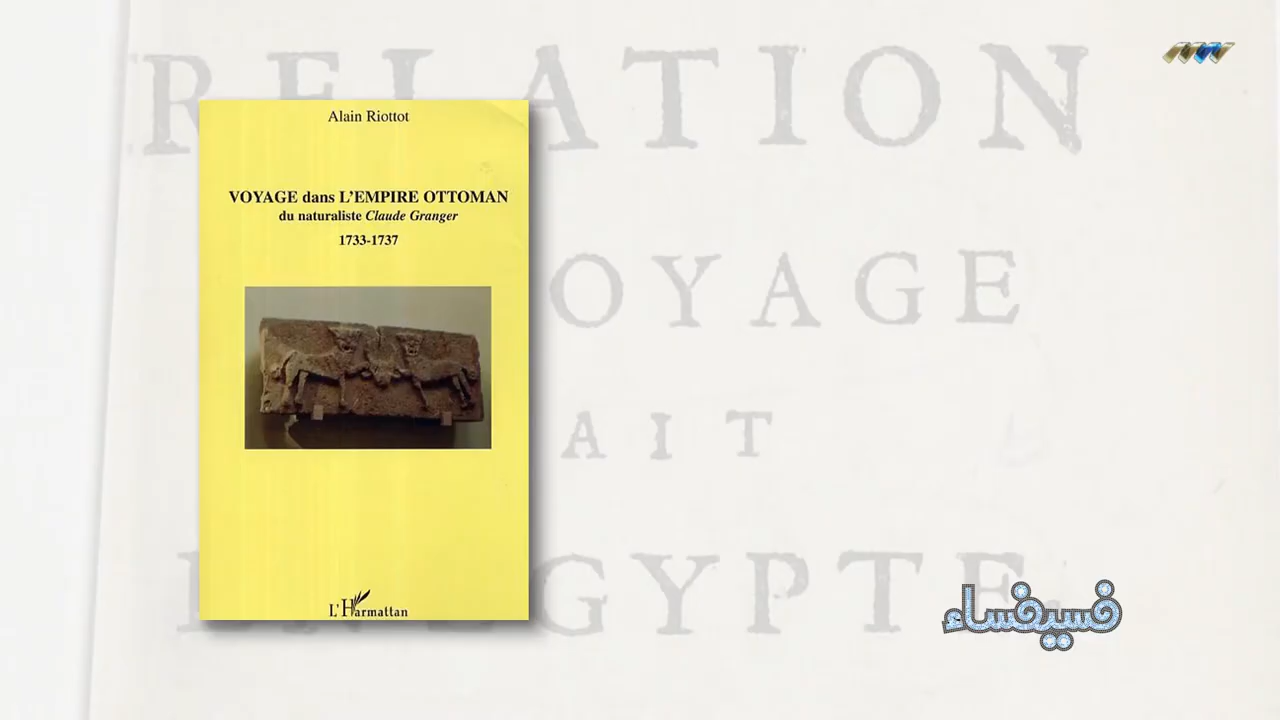 RELATION
OYAGE
AIT
GYPTE
Alain Riottot
VOYAGE dans L'EMPIRE OTTOMAN
du naturaliste Claude Granger
1733-1737
L'Harmattan
فسيفساء